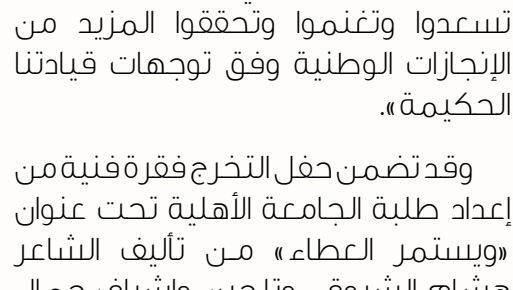 تسعدوا وتغنموا وتحققوا المزيد من
الإنجازات الوطنية وفق توجهات قيادتنا
الحكيمة».
وقد تضمن حفل التخرج فقرة فنية من
إعداد طلبة الجامعة الأهلية تحت عنوان
«ويستمر العطاء» من تأليف الشاعر
هشام